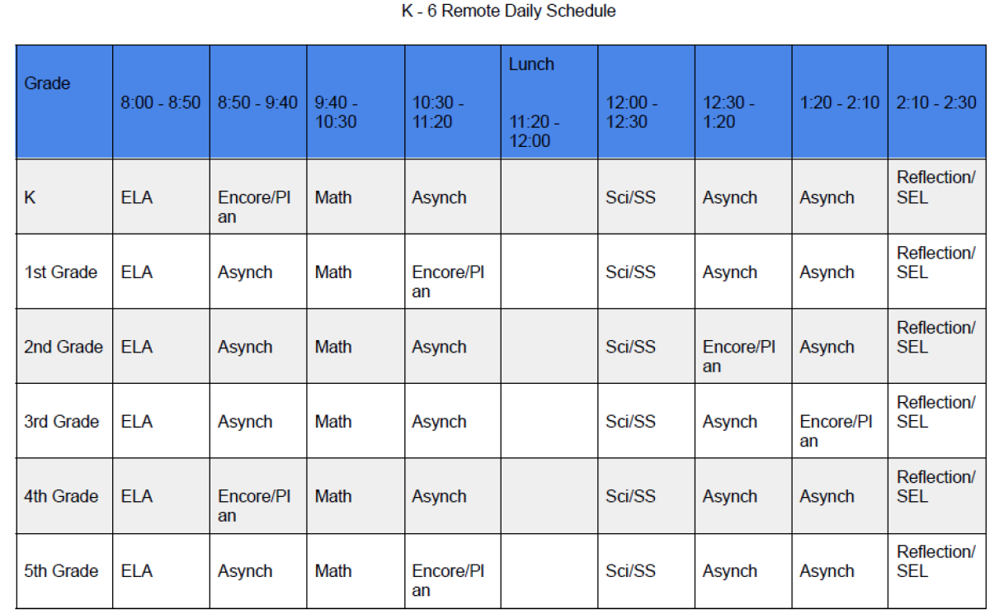 K - 6 Remote Daily Schedule
Grade 8:00 - 8:50 8:50 - 9:40 9:40 - 10:30 10:30 - 11:20 Lunch 11:20 - 12:00 12:00 - 12:30 12:30 - 1:20 1:20 - 2:10 2:10 - 2:30
K ELA Encore/Plan Math Asynch Sci/SS Asynch Asynch Reflection/SEL
1st Grade ELA Asynch Math Encore/Plan Sci/SS Asynch Asynch Reflection/SEL
2nd Grade ELA Asynch Math Asynch Sci/SS Encore/Plan Asynch Reflection/SEL
3rd Grade ELA Asynch Math Asynch Sci/SS Asynch Encore/Plan Reflection/SEL
4th Grade ELA Encore/Plan Math Asynch Sci/SS Asynch Asynch Reflection/SEL
5th Grade ELA Asynch Math Encore/Plan Sci/SS Asynch Asynch Reflection/SEL